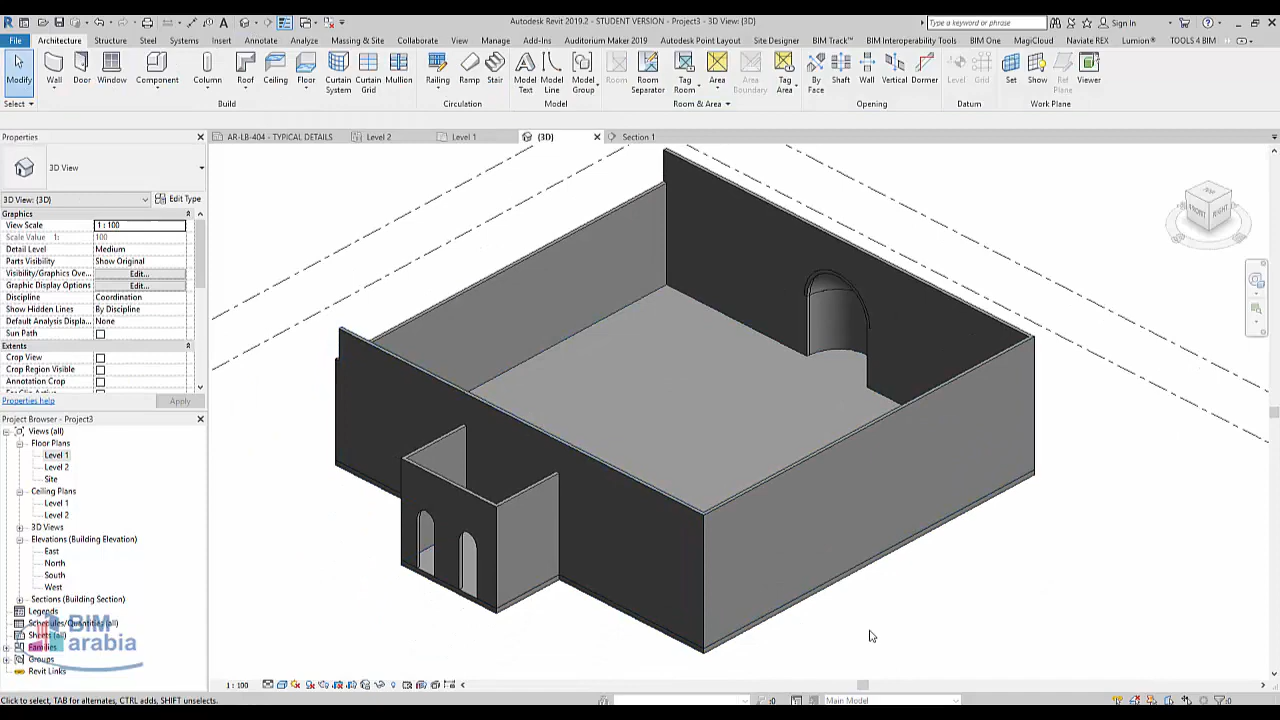 Autodesk Revit 2019.2 - STUDENT VERSION - Project3 - 3D View: {3D}
Type a keyword or phrase
Sign In
File Architecture Structure Steel Systems Insert Annotate Analyze Massing & Site Collaborate View Manage Add-Ins Auditorium Maker 2019 Autodesk Point Layout Site Designer BIM Track™ BIM Interoperability Tools BIM One MagiCloud Naviate REX Lumion® TOOLS 4 BIM
Modify Wall Door Window Component Column Roof Ceiling Floor Curtain System Curtain Grid Mullion Railing Ramp Stair Model Text Model Line Model Group Room Room Separator Tag Room Area Area Boundary Tag Area By Face Shaft Wall Vertical Dormer Level Grid Set Show Ref Plane Viewer
Select Build Circulation Model Room & Area Opening Datum Work Plane
Properties
AR-LB-404 - TYPICAL DETAILS Level 2 Level 1 {3D} Section 1
3D View
3D View: {3D} Edit Type
Graphics
View Scale 1 : 100
Scale Value 1: 100
Detail Level Medium
Parts Visibility Show Original
Visibility/Graphics Ove... Edit...
Graphic Display Options Edit...
Discipline Coordination
Show Hidden Lines By Discipline
Default Analysis Displa... None
Sun Path
Extents
Crop View
Crop Region Visible
Annotation Crop
Properties help Apply
Project Browser - Project3
Views (all)
Floor Plans
Level 1
Level 2
Site
Ceiling Plans
Level 1
Level 2
3D Views
Elevations (Building Elevation)
East
North
South
West
Sections (Building Section)
Legends
Schedules/Quantities (all)
Sheets (all)
Families
Groups
Revit Links
BIM
arabia
TOP
FRONT RIGHT
1 : 100
Click to select, TAB for alternates, CTRL adds, SHIFT unselects.
:0 Main Model :0